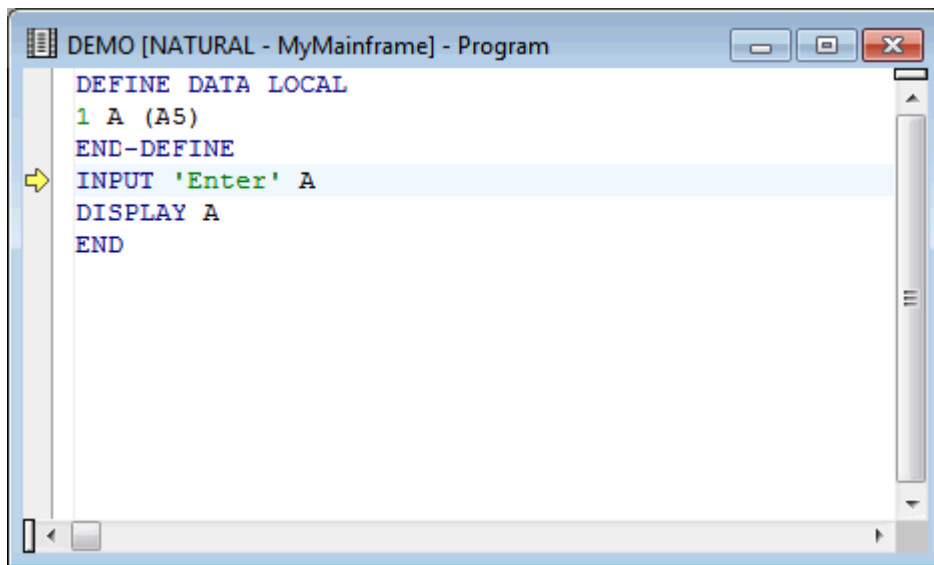 DEMO [NATURAL - MyMainframe] - Program
DEFINE DATA LOCAL
1 A (A5)
END-DEFINE
INPUT 'Enter' A
DISPLAY A
END